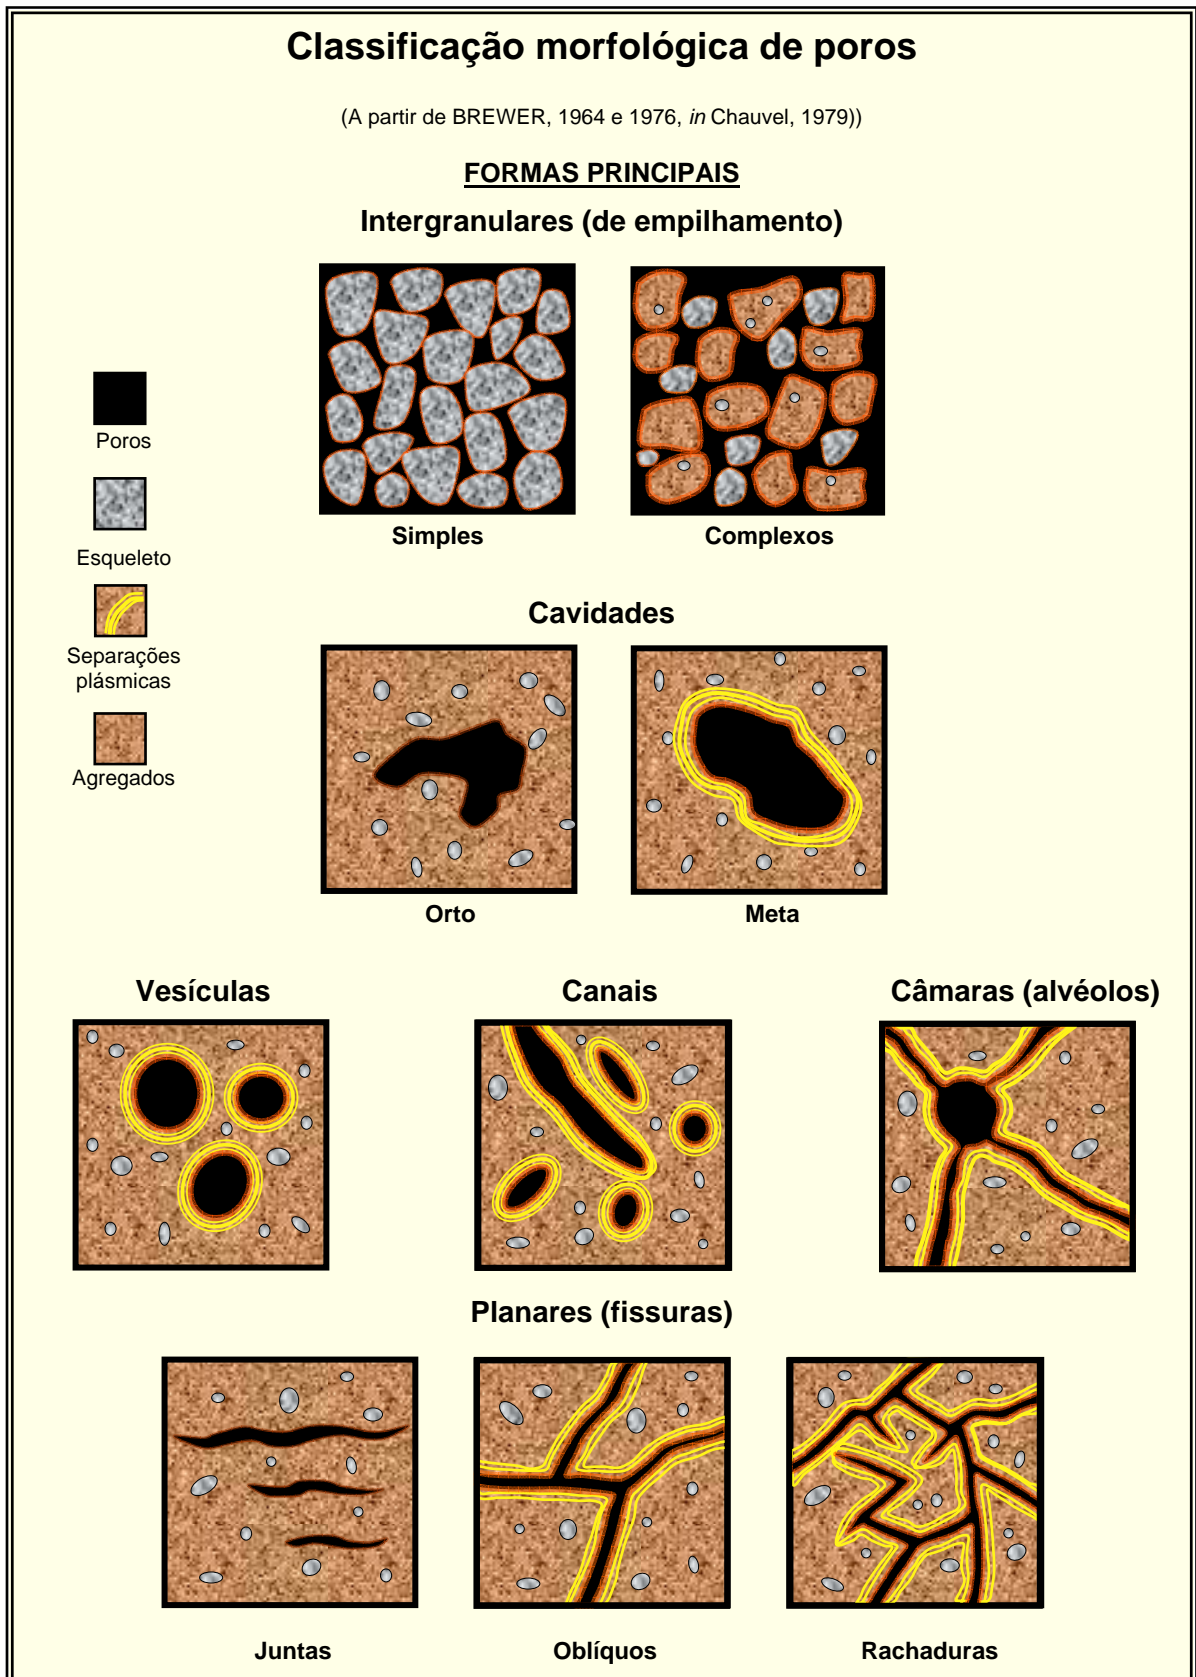 Classificação morfológica de poros
(A partir de BREWER, 1964 e 1976, in Chauvel, 1979))
FORMAS PRINCIPAIS
Intergranulares (de empilhamento)
Poros
Esqueleto
Separações
plásmicas
Agregados
Simples
Complexos
Cavidades
Orto
Meta
Vesículas
Canais
Câmaras (alvéolos)
Planares (fissuras)
Juntas
Oblíquos
Rachaduras